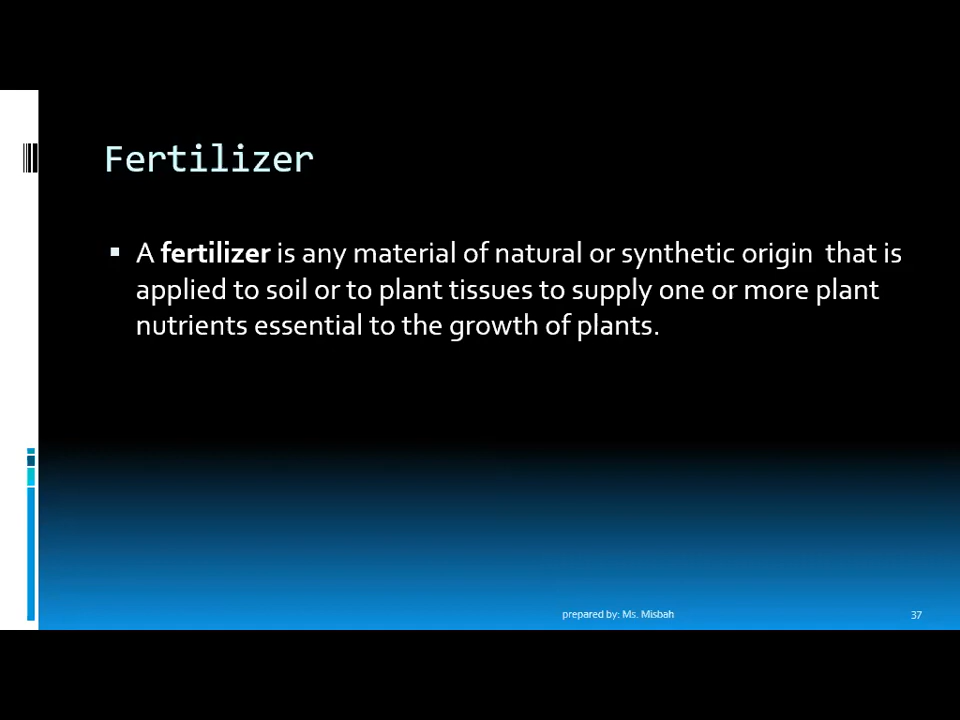 Fertilizer
▪ A fertilizer is any material of natural or synthetic origin  that is
applied to soil or to plant tissues to supply one or more plant
nutrients essential to the growth of plants.
prepared by: Ms. Misbah
37